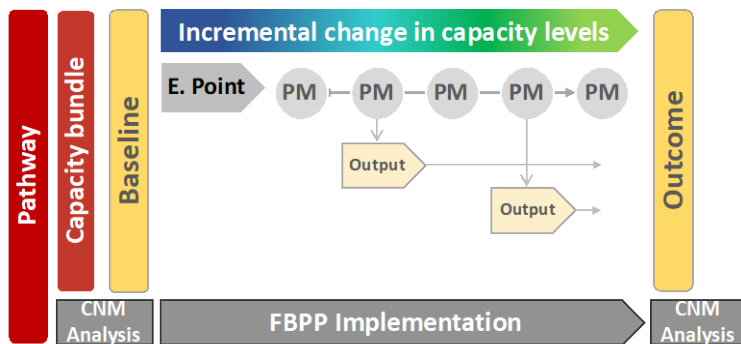 Pathway
Capacity bundle
Baseline
Incremental change in capacity levels
E. Point
PM
PM
PM
PM
PM
Output
Output
Outcome
CNM
Analysis
FBPP Implementation
CNM
Analysis